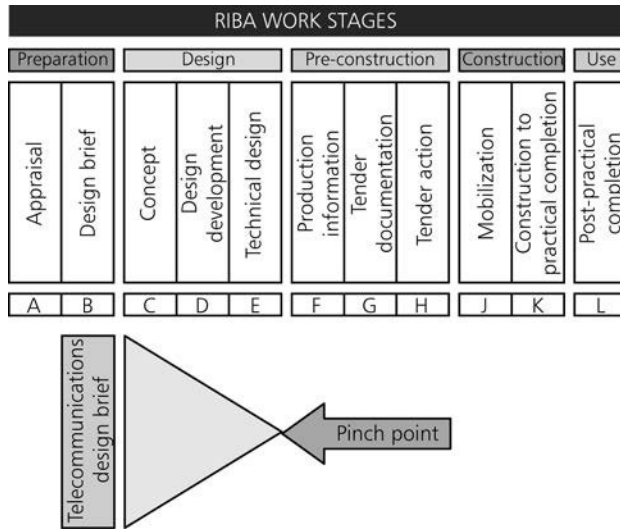 RIBA WORK STAGES
Preparation
Design
Pre-construction
Construction
Use
Appraisal
Design brief
Concept
Design
development
Technical design
Production
information
Tender
documentation
Tender action
Mobilization
Construction to
practical completion
Post-practical
completion
A
B
C
D
E
F
G
H
J
K
L
Telecommunications
design brief
Pinch point